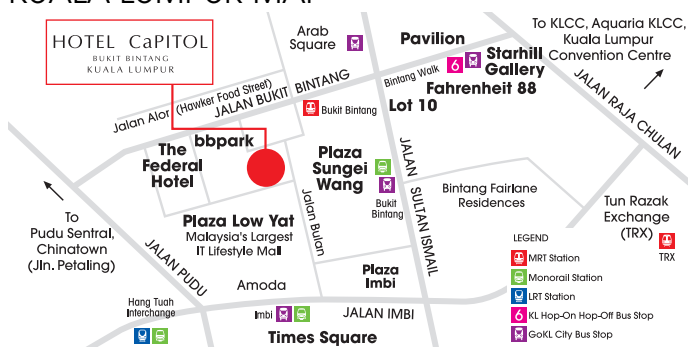 KUALA LUMPUR MAP
HOTEL CaPITOL
BUKIT BINTANG
KUALA LUMPUR
Arab
Square
Pavilion
To KLCC, Aquaria KLCC,
Kuala Lumpur
Convention Centre
6
Starhill
Gallery
Bintang Walk
Fahrenheit 88
JALAN RAJA CHULAN
Jalan Alor (Hawker Food Street)
JALAN BUKIT BINTANG
Bukit Bintang
Lot 10
bbpark
The
Federal
Hotel
Plaza
Sungei
Wang
Bukit
Bintang
JALAN SULTAN ISMAIL
Bintang Fairlane
Residences
Tun Razak
Exchange
(TRX)
TRX
To
Pudu Sentral,
Chinatown
(Jln. Petaling)
Plaza Low Yat
Malaysia's Largest
IT Lifestyle Mall
Jalan Bulan
JALAN PUDU
Plaza
Imbi
Amoda
Hang Tuah
Interchange
Imbi
JALAN IMBI
Times Square
LEGEND
MRT Station
Monorail Station
LRT Station
6 KL Hop-On Hop-Off Bus Stop
GoKL City Bus Stop